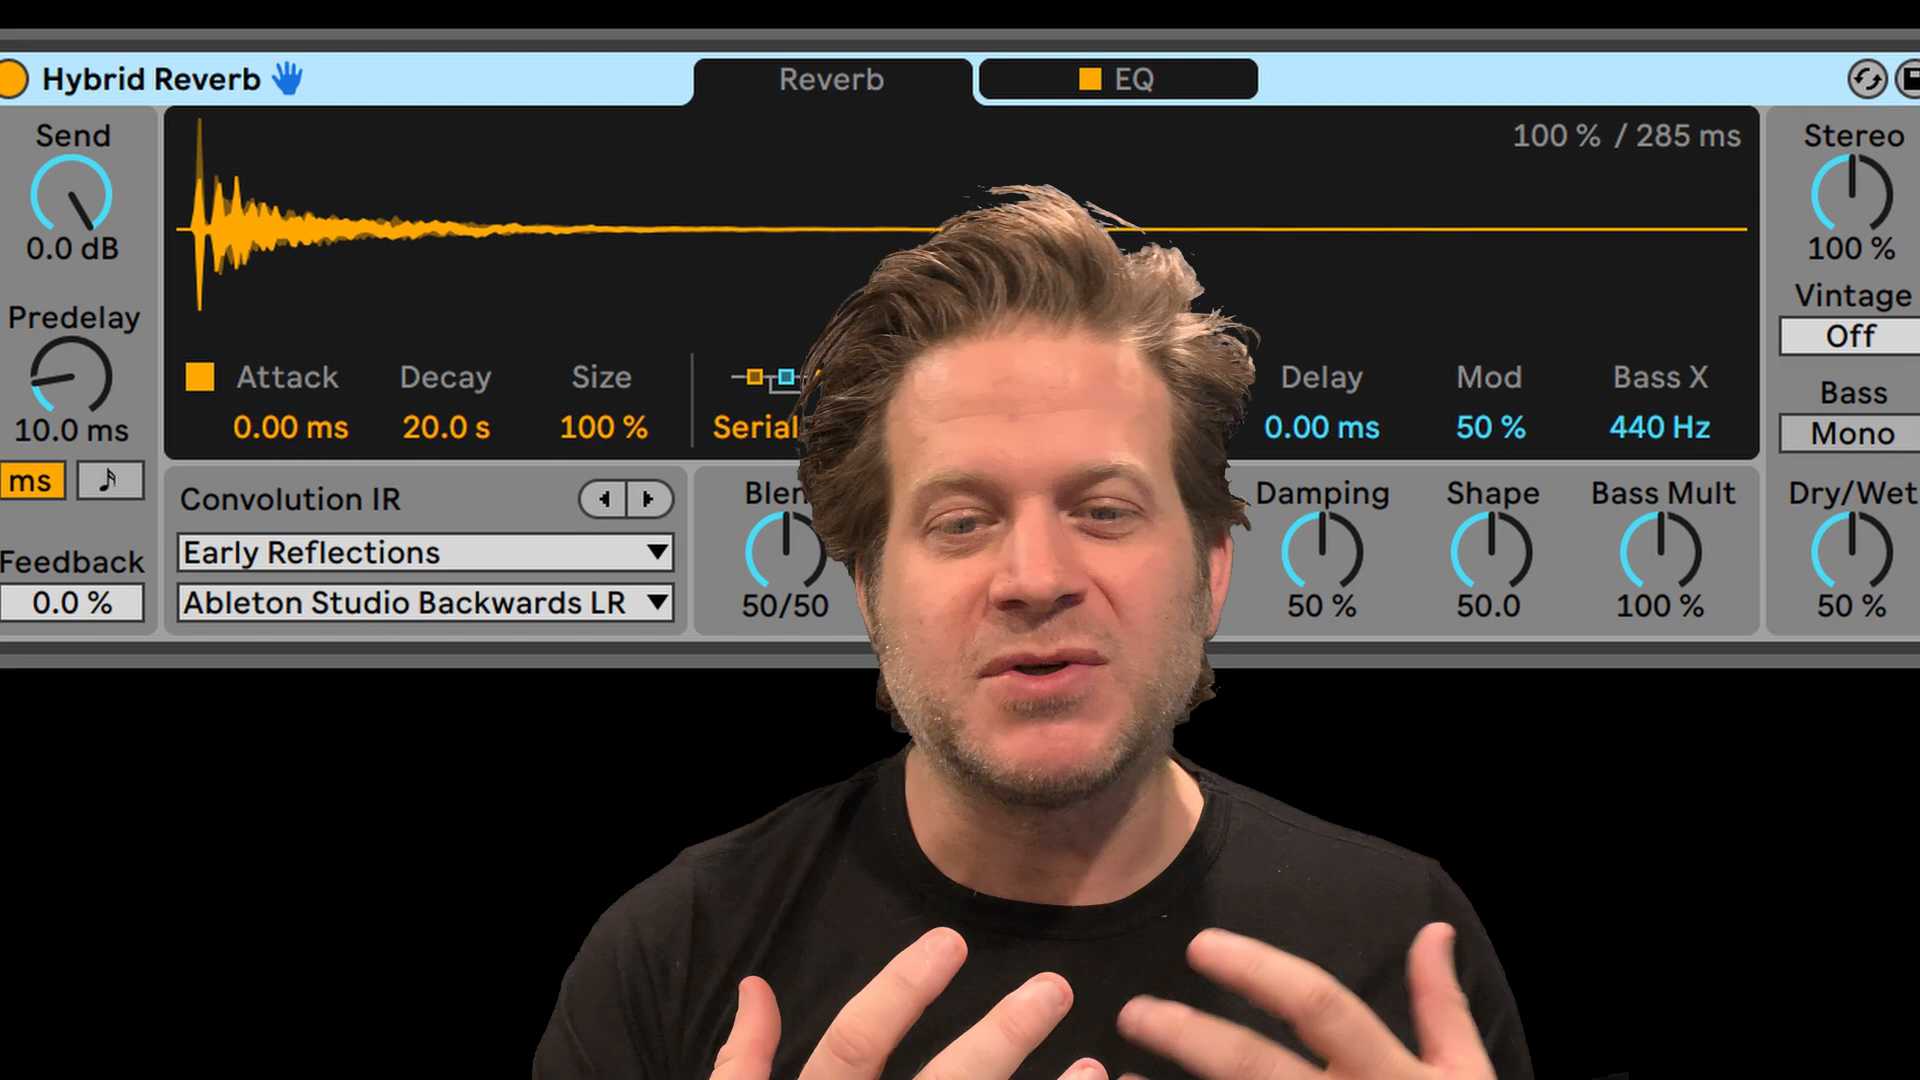 Hybrid Reverb
Reverb
EQ
Send
0.0 dB
Predelay
10.0 ms
ms
Feedback
0.0 %
100 % / 285 ms
Attack
Decay
Size
0.00 ms
20.0 s
100 %
Serial
Delay
Mod
Bass X
0.00 ms
50 %
440 Hz
Convolution IR
Early Reflections
Ableton Studio Backwards LR
Blen
50/50
Damping
Shape
Bass Mult
50 %
50.0
100 %
Stereo
100 %
Vintage
Off
Bass
Mono
Dry/Wet
50 %